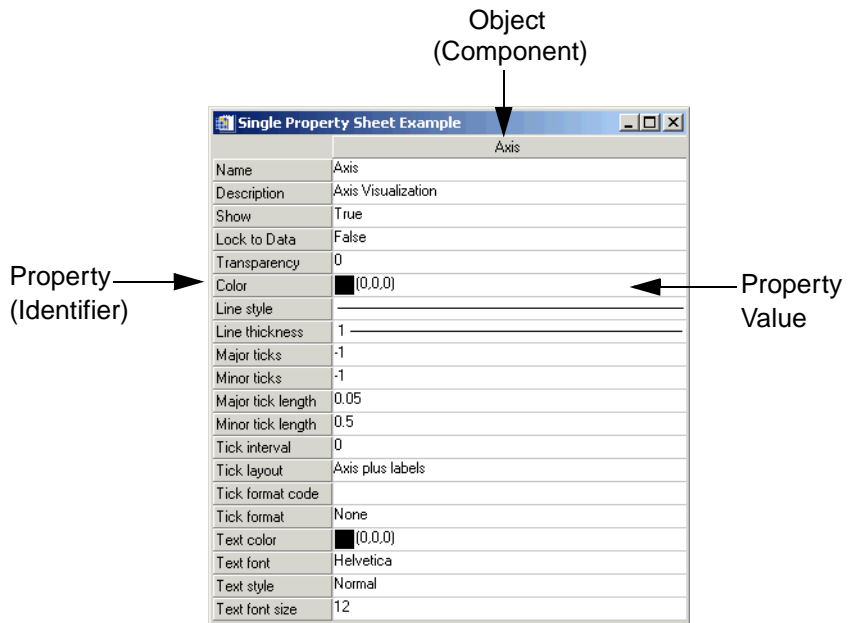 Object
(Component)
Single Property Sheet Example
Axis
Name Axis
Description Axis Visualization
Show True
Lock to Data False
Transparency 0
Color (0,0,0)
Line style
Line thickness 1
Major ticks -1
Minor ticks -1
Major tick length 0.05
Minor tick length 0.5
Tick interval 0
Tick layout Axis plus labels
Tick format code
Tick format None
Text color (0,0,0)
Text font Helvetica
Text style Normal
Text font size 12
Property
(Identifier)
Property
Value